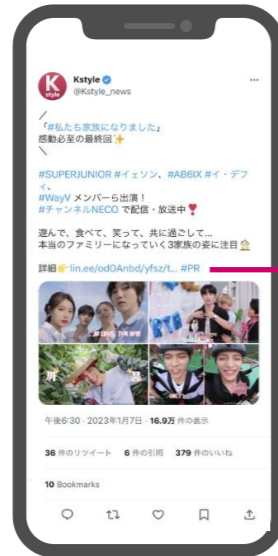 K
style
Kstyle
@Kstyle_news
／
「#私たち家族になりました」
感動必至の最終回✨
＼
#SUPERJUNIOR #イェソン、#AB6IX #イ・デフ
ィ、
#WayV メンバーら出演！
#チャンネルNECO で配信・放送中❣️
遊んで、食べて、笑って、共に過ごして...
本当のファミリーになっていく3家族の姿に注目🏠
詳細👉lin.ee/od0Anbd/yfsz/t... #PR
午後6:30 · 2023年1月7日 · 16.9万 件の表示
36 件のリツイート 6 件の引用 379 件のいいね
10 Bookmarks